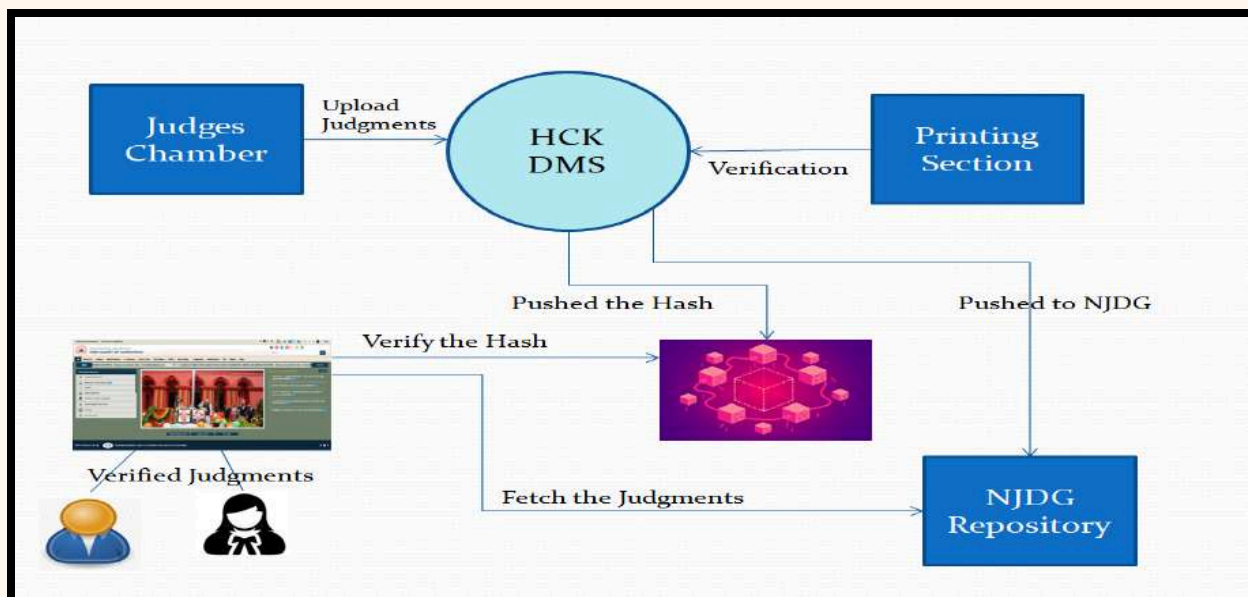 Judges
Chamber
Upload
Judgments
HCK
DMS
Verification
Printing
Section
Pushed the Hash
Pushed to NJDG
Verify the Hash
Verified Judgments
Fetch the Judgments
NJDG
Repository